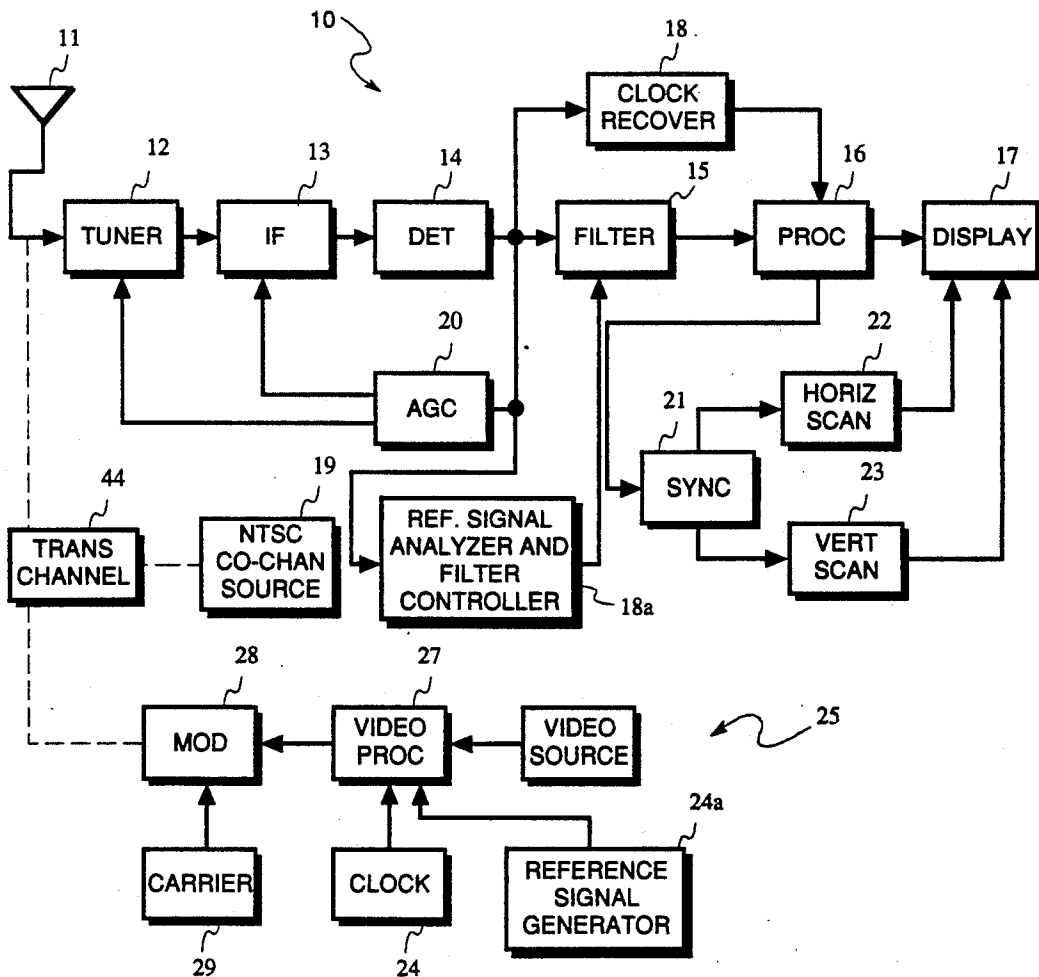 10
11
18
CLOCK
RECOVER
12
13
14
15
16
17
TUNER
IF
DET
FILTER
PROC
DISPLAY
20
AGC
22
HORIZ
SCAN
21
SYNC
23
VERT
SCAN
44
TRANS
CHANNEL
19
NTSC
CO-CHAN
SOURCE
REF. SIGNAL
ANALYZER AND
FILTER
CONTROLLER
18a
28
MOD
27
VIDEO
PROC
VIDEO
SOURCE
25
24a
CARRIER
29
CLOCK
24
REFERENCE
SIGNAL
GENERATOR